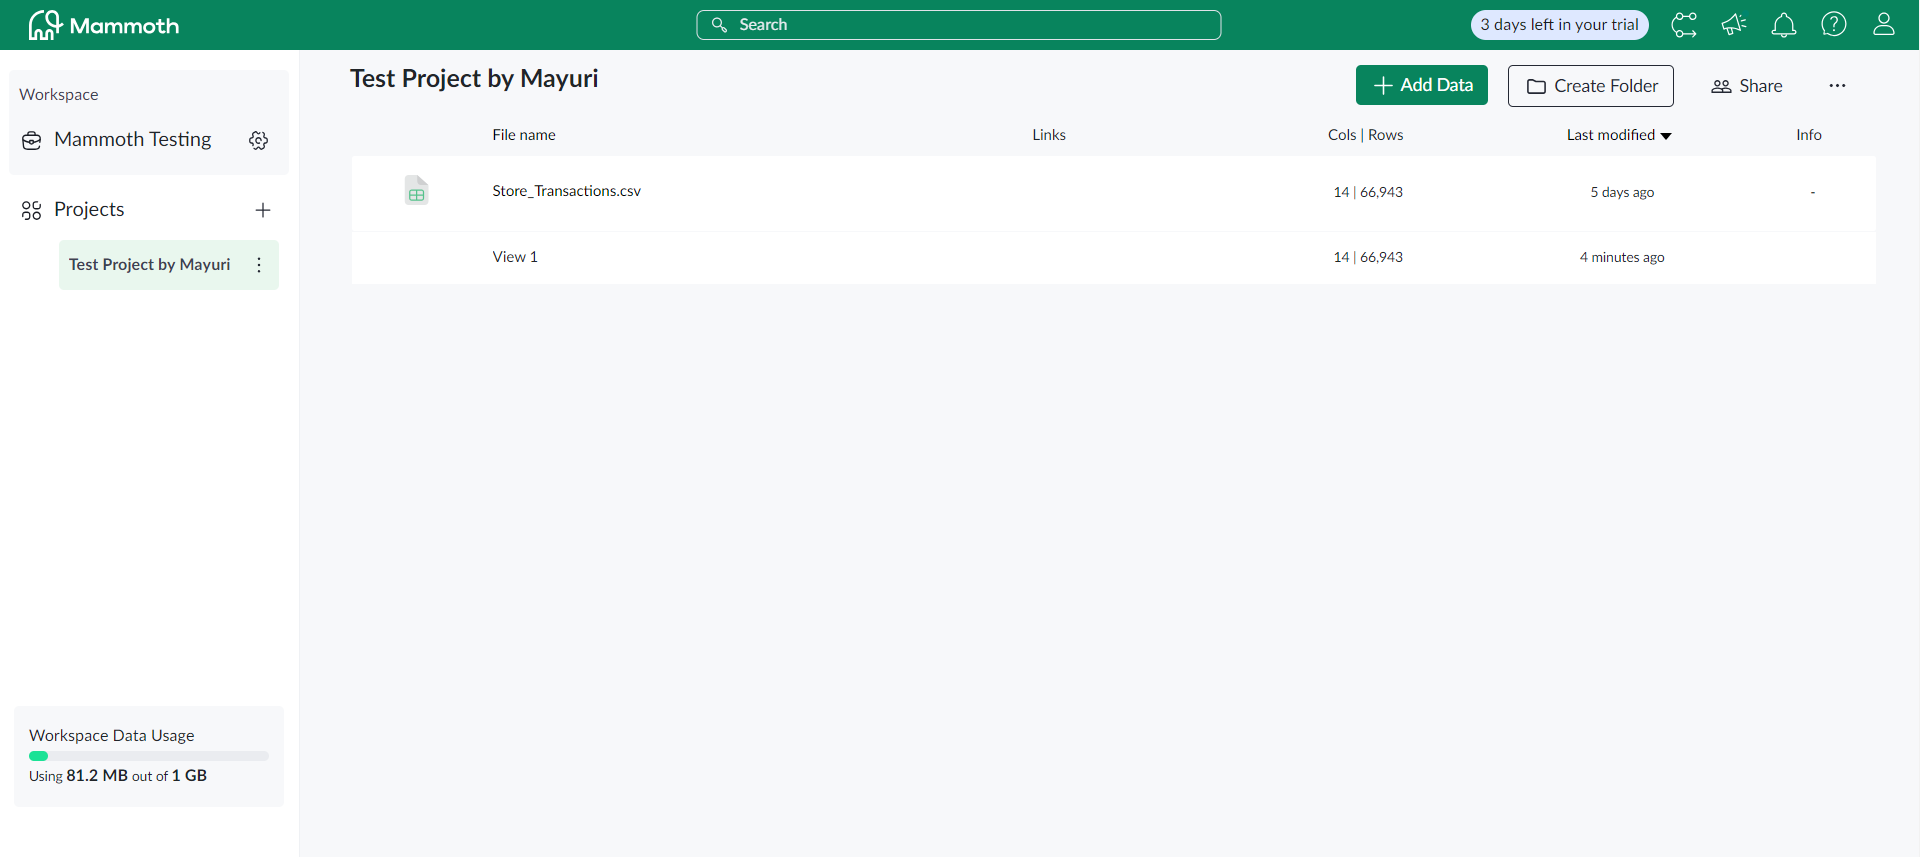 Mammoth
Search
3 days left in your trial
Workspace
Mammoth Testing
Projects
Test Project by Mayuri
Workspace Data Usage
Using 81.2 MB out of 1 GB
Test Project by Mayuri
Add Data
Create Folder
Share
File name Links Cols | Rows Last modified Info
Store_Transactions.csv 14 | 66,943 5 days ago -
View 1 14 | 66,943 4 minutes ago